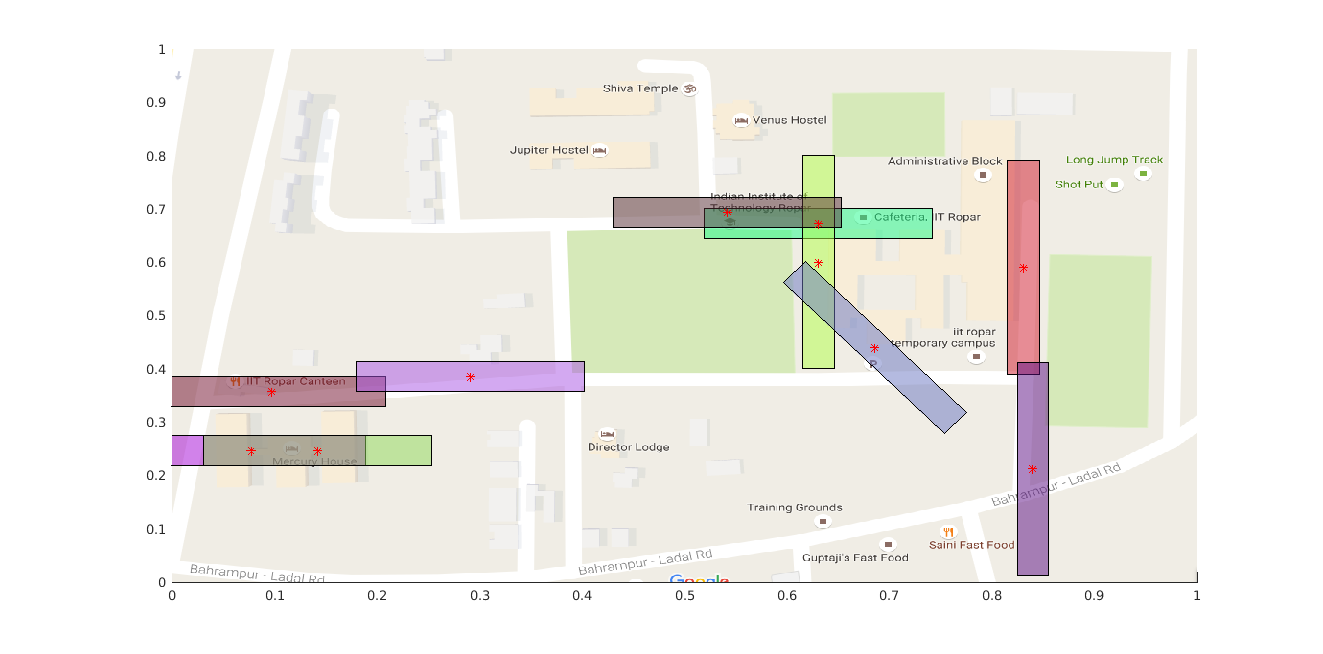 1
0.9
0.8
0.7
0.6
0.5
0.4
0.3
0.2
0.1
0
0
0.1
0.2
0.3
0.4
0.5
0.6
0.7
0.8
0.9
1
Shiva Temple
Venus Hostel
Jupiter Hostel
Administrative Block
Long Jump Track
Shot Put
Indian Institute of
Technology Ropar
Cafeteria. IIT Ropar
iit ropar
temporary campus
P
IIT Ropar Canteen
Mercury House
Director Lodge
Training Grounds
Bahrampur - Ladal Rd
Saini Fast Food
Guptaji's Fast Food
Bahrampur - Ladal Rd
Bahrampur - Ladal Rd
Google